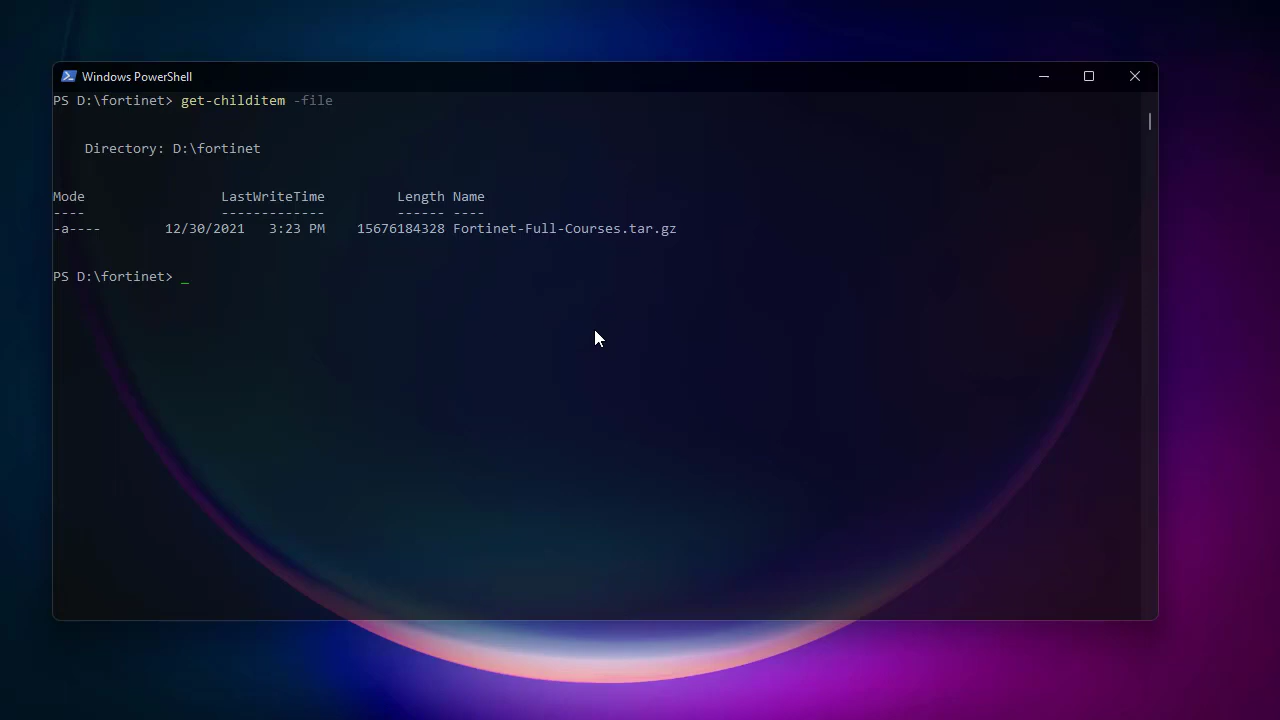 Windows PowerShell
PS D:\fortinet> get-childitem -file
Directory: D:\fortinet
Mode LastWriteTime Length Name
---- ------------- ------ ----
-a---- 12/30/2021 3:23 PM 15676184328 Fortinet-Full-Courses.tar.gz
PS D:\fortinet> _